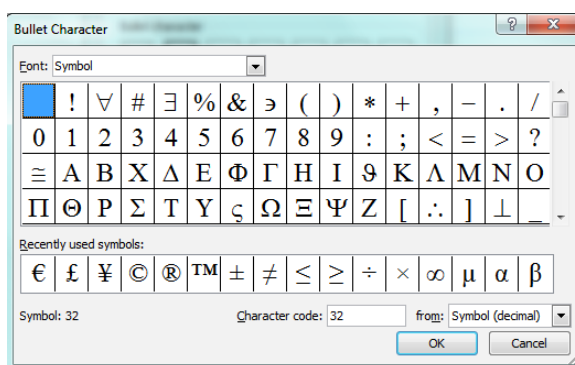 Bullet Character
Font: Symbol
! ∀ # ∃ % & ϶ ( ) * + , − . /
0 1 2 3 4 5 6 7 8 9 : ; < = > ?
≅ Α Β Χ Δ Ε Φ Γ Η Ι ϑ Κ Λ Μ Ν Ο
Π Θ Ρ Σ Τ Υ ς Ω Ξ Ψ Ζ [ ∴ ] ⊥ _
Recently used symbols:
€ £ ¥ © ® ™ ± ≠ ≤ ≥ ÷ × ∞ µ α β
Symbol: 32 Character code: 32 from: Symbol (decimal)
OK Cancel